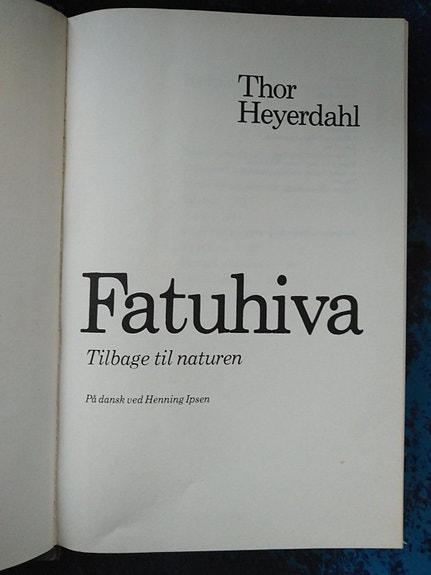 Thor
Heyerdahl
Fatuhiva
Tilbage til naturen
På dansk ved Henning Ipsen